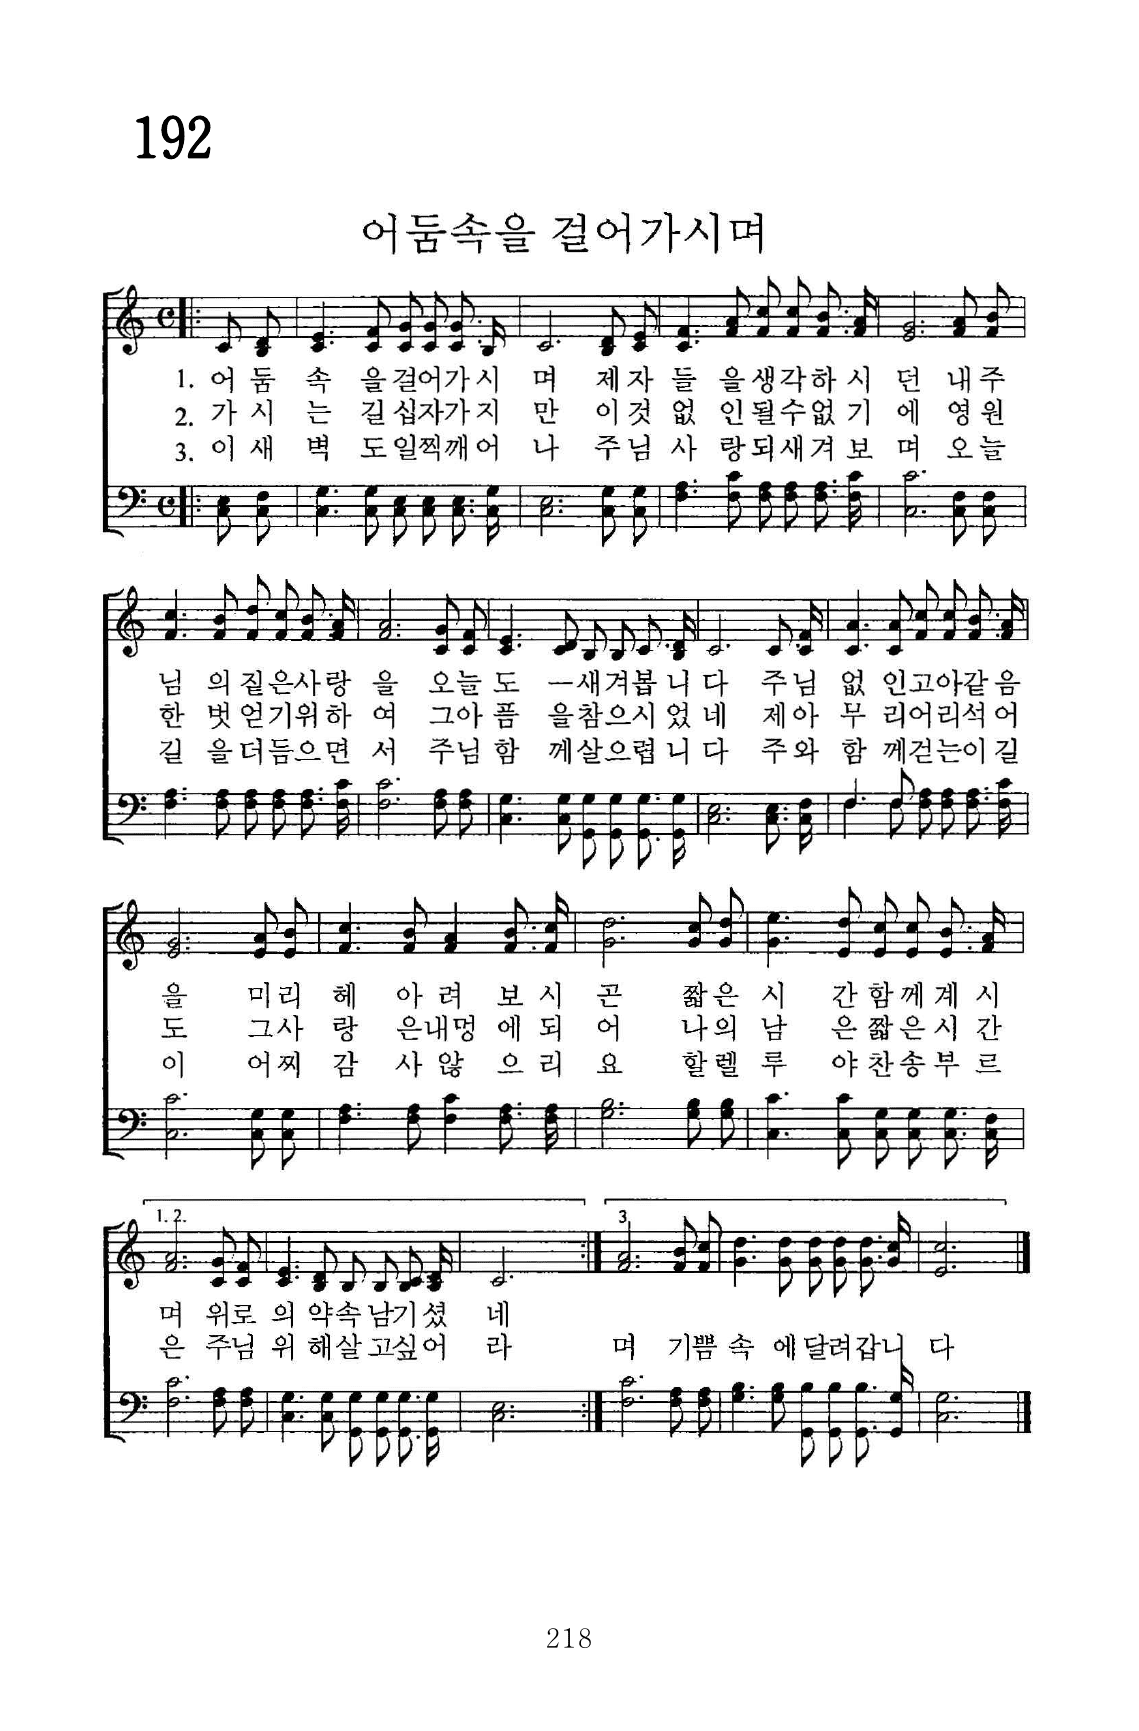 192
어둠속을 걸어가시며
1. 어 둠 속 을걸어가 시 며 제 자 들 을생각하 시 던 내 주
2. 가 시 는 길십자가 지 만 이 것 없 인될수없 기 에 영 원
3. 이 새 벽 도일찍깨 어 나 주 님 사 랑되새겨 보 며 오 늘
님 의 짙은사 랑 을 오늘 도 ㅡ새겨봅 니 다 주 님 없 인고아같 음
한 벗 얻기위 하 여 그아 픔 을참으시 었 네 제 아 무 리어리석 어
길 을더듬으 면 서 주님 함 께살으렵 니 다 주 와 함 께걷는이 길
을 미 리 헤 아 려 보 시 곤 짧 은 시 간 함 께 계 시
도 그 사 랑 은내멍 에 되 어 나 의 남 은 짧 은 시 간
이 어 찌 감 사 않 으 리 요 할 렐 루 야 찬 송 부 르
1. 2.
3.
며 위로 의 약속 남기 셨 네
은 주님 위 해살 고싶 어 라 며 기쁨 속 에달려갑 니 다
218